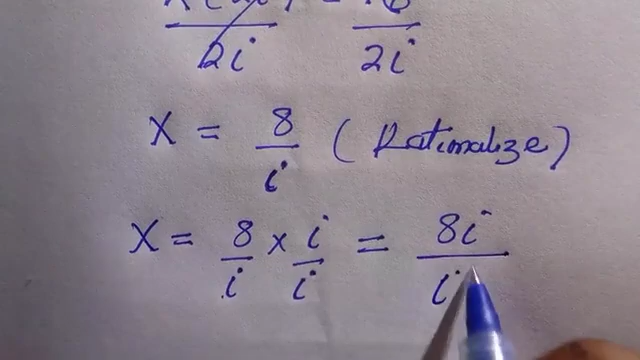 2i 2i
X = 8/i (Rationalize)
X = 8/i × i/i = 8i/i